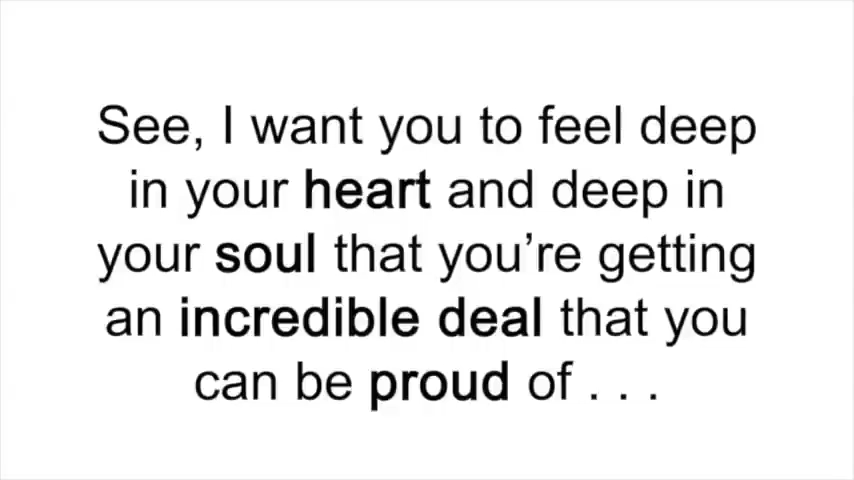 See, I want you to feel deep
in your heart and deep in
your soul that you’re getting
an incredible deal that you
can be proud of . . .